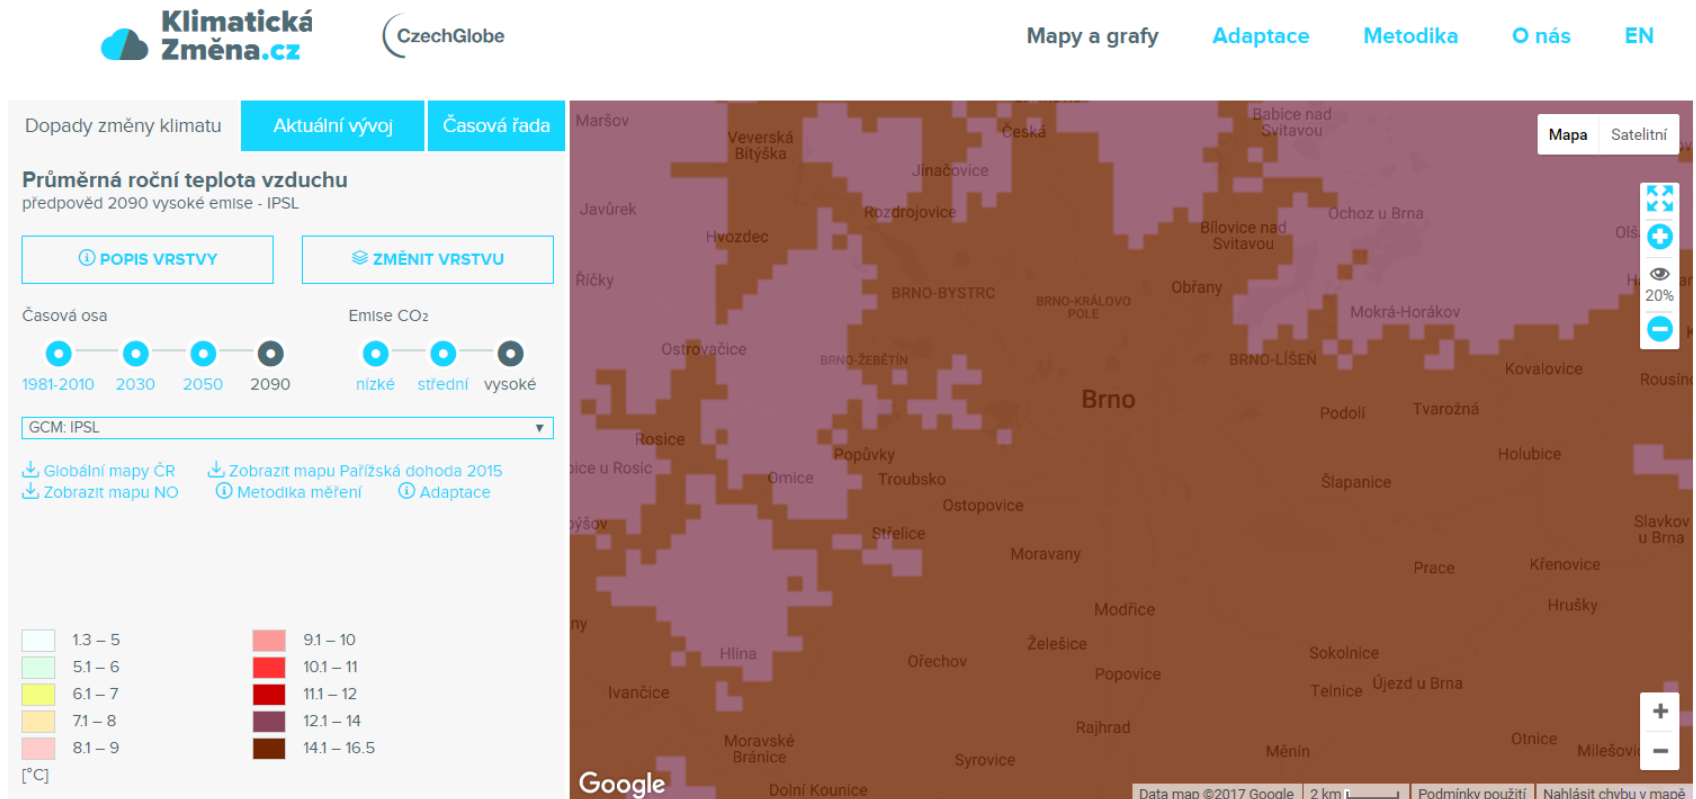 Klimatická
Změna.cz
CzechGlobe
Mapy a grafy
Adaptace
Metodika
O nás
EN
Dopady změny klimatu
Aktuální vývoj
Časová řada
Průměrná roční teplota vzduchu
předpověd 2090 vysoké emise - IPSL
POPIS VRSTVY
ZMĚNIT VRSTVU
Časová osa
Emise CO₂
1981-2010 2030 2050 2090
nízké střední vysoké
GCM: IPSL
Globální mapy ČR
Zobrazit mapu Pařížská dohoda 2015
Zobrazit mapu NO
Metodika měření
Adaptace
1.3 – 5
5.1 – 6
6.1 – 7
7.1 – 8
8.1 – 9
[°C]
9.1 – 10
10.1 – 11
11.1 – 12
12.1 – 14
14.1 – 16.5
Mapa
Satelitní
20%
Maršov
Veverská
Bítýška
Česká
Babice nad
Svitavou
Jinačovice
Javůrek
Rozdrojovice
Ochoz u Brna
Hvozdec
Bílovice nad
Svitavou
Říčky
BRNO-BYSTRC
BRNO-KRÁLOVO
POLE
Obřany
Mokrá-Horákov
Ostrovačice
BRNO-ŽEBĚTÍN
BRNO-LÍŠEŇ
Kovalovice
Brno
Podolí
Tvarožná
Rosice
Popůvky
Holubice
Omice
Troubsko
Šlapanice
Ostopovice
Střelice
Slavkov
u Brna
Moravany
Prace
Křenovice
Modřice
Hrušky
Želešice
Hlína
Ořechov
Sokolnice
Popovice
Ivančice
Telnice
Újezd u Brna
Rajhrad
Moravské
Bránice
Syrovice
Měnín
Otnice
Dolní Kounice
Google
Data map ©2017 Google
2 km
Podmínky použití
Nahlásit chybu v mapě